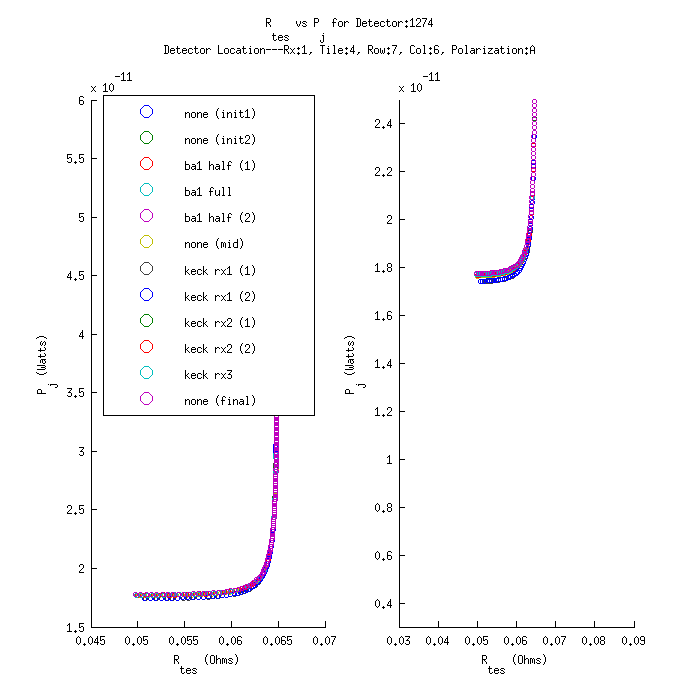 R_tes vs P_j for Detector:1274
Detector Location---Rx:1, Tile:4, Row:7, Col:6, Polarization:A
x 10^-11
6
5.5
5
4.5
4
3.5
3
2.5
2
1.5
0.045 0.05 0.055 0.06 0.065 0.07
P_j (Watts)
R_tes (Ohms)
none (init1)
none (init2)
ba1 half (1)
ba1 full
ba1 half (2)
none (mid)
keck rx1 (1)
keck rx1 (2)
keck rx2 (1)
keck rx2 (2)
keck rx3
none (final)
x 10^-11
2.4
2.2
2
1.8
1.6
1.4
1.2
1
0.8
0.6
0.4
0.03 0.04 0.05 0.06 0.07 0.08 0.09
P_j (Watts)
R_tes (Ohms)